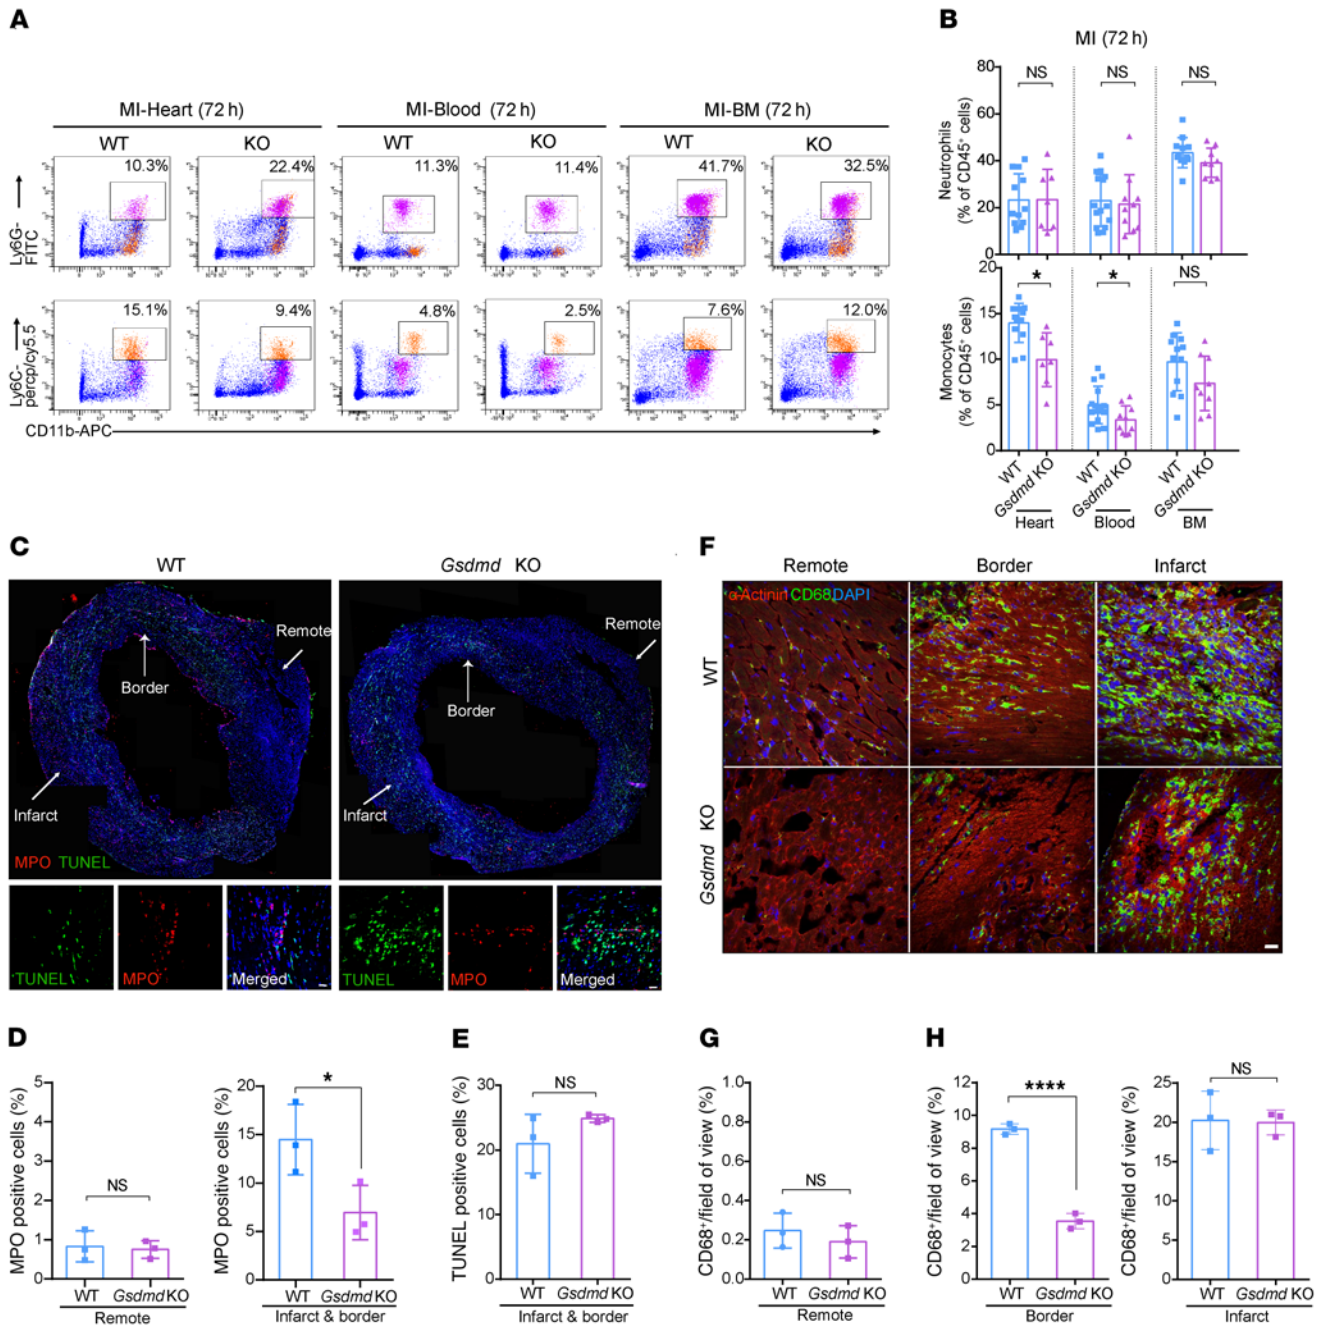 A
MI-Heart (72 h)
MI-Blood (72 h)
MI-BM (72 h)
WT
KO
WT
KO
WT
KO
Ly6G-
FITC
10.3%
22.4%
11.3%
11.4%
41.7%
32.5%
Ly6C-
percp/cy5.5
15.1%
9.4%
4.8%
2.5%
7.6%
12.0%
CD11b-APC
B
MI (72 h)
Neutrophils
(% of CD45⁺ cells)
80
60
40
20
0
NS
NS
NS
Monocytes
(% of CD45⁺ cells)
20
15
10
5
0
*
*
NS
WT
Gsdmd KO
WT
Gsdmd KO
WT
Gsdmd KO
Heart
Blood
BM
C
WT
Gsdmd KO
Remote
Border
Infarct
MPO TUNEL
Remote
Border
Infarct
TUNEL
MPO
Merged
TUNEL
MPO
Merged
F
Remote
Border
Infarct
WT
Gsdmd KO
α-Actinin CD68 DAPI
D
MPO positive cells (%)
5
4
3
2
1
0
NS
WT
Gsdmd KO
Remote
MPO positive cells (%)
20
15
10
5
0
*
WT
Gsdmd KO
Infarct & border
E
TUNEL positive cells (%)
30
20
10
0
NS
WT
Gsdmd KO
Infarct & border
G
CD68⁺/field of view (%)
1.0
0.8
0.6
0.4
0.2
0.0
NS
WT
Gsdmd KO
Remote
H
CD68⁺/field of view (%)
12
10
8
6
4
2
0
****
WT
Gsdmd KO
Border
CD68⁺/field of view (%)
25
20
15
10
5
0
NS
WT
Gsdmd KO
Infarct